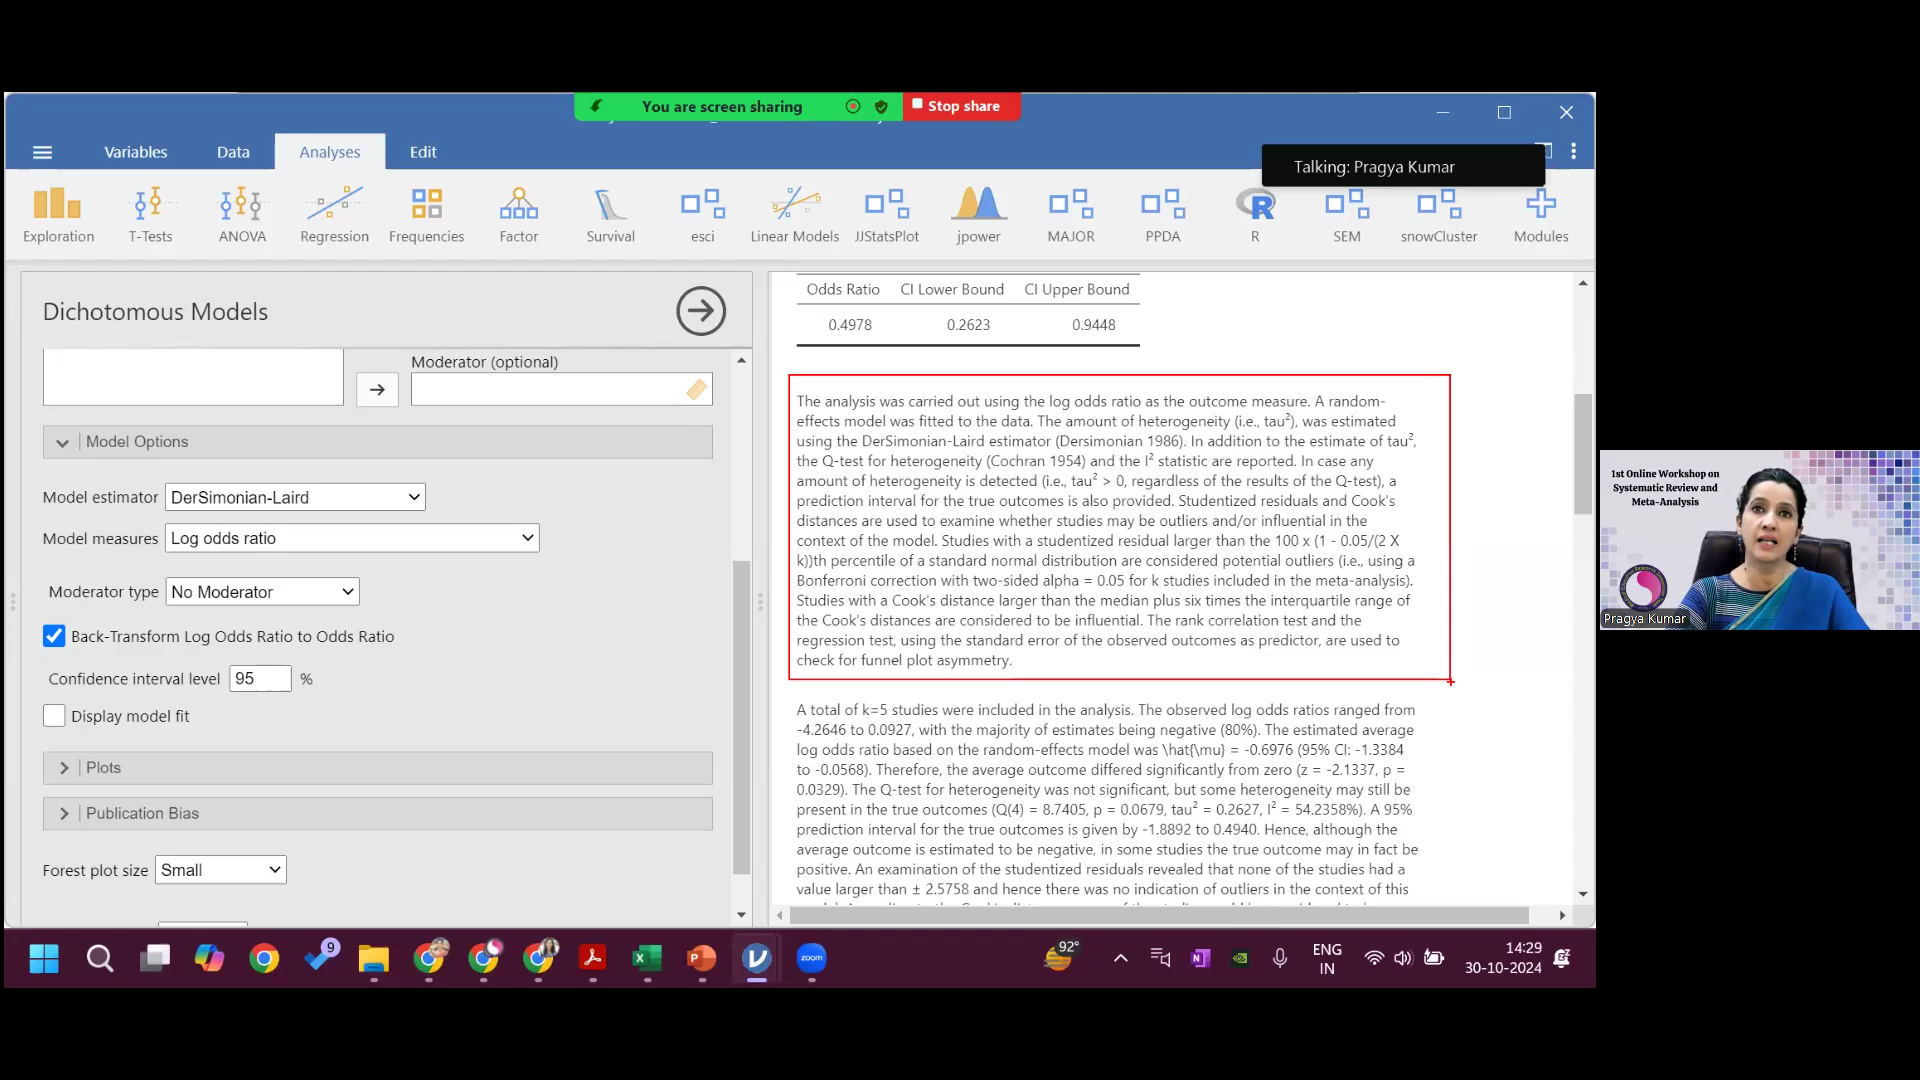 You are screen sharing
Stop share
Variables
Data
Analyses
Edit
Talking: Pragya Kumar
Exploration
T-Tests
ANOVA
Regression
Frequencies
Factor
Survival
esci
Linear Models
JJStatsPlot
jpower
MAJOR
PPDA
R
SEM
snowCluster
Modules
Dichotomous Models
Moderator (optional)
Model Options
Model estimator DerSimonian-Laird
Model measures Log odds ratio
Moderator type No Moderator
Back-Transform Log Odds Ratio to Odds Ratio
Confidence interval level 95 %
Display model fit
Plots
Publication Bias
Forest plot size Small
Odds Ratio CI Lower Bound CI Upper Bound
0.4978 0.2623 0.9448
The analysis was carried out using the log odds ratio as the outcome measure. A random-
effects model was fitted to the data. The amount of heterogeneity (i.e., tau²), was estimated
using the DerSimonian-Laird estimator (Dersimonian 1986). In addition to the estimate of tau²,
the Q-test for heterogeneity (Cochran 1954) and the I² statistic are reported. In case any
amount of heterogeneity is detected (i.e., tau² > 0, regardless of the results of the Q-test), a
prediction interval for the true outcomes is also provided. Studentized residuals and Cook's
distances are used to examine whether studies may be outliers and/or influential in the
context of the model. Studies with a studentized residual larger than the 100 x (1 - 0.05/(2 X
k))th percentile of a standard normal distribution are considered potential outliers (i.e., using a
Bonferroni correction with two-sided alpha = 0.05 for k studies included in the meta-analysis).
Studies with a Cook's distance larger than the median plus six times the interquartile range of
the Cook's distances are considered to be influential. The rank correlation test and the
regression test, using the standard error of the observed outcomes as predictor, are used to
check for funnel plot asymmetry.
A total of k=5 studies were included in the analysis. The observed log odds ratios ranged from
-4.2646 to 0.0927, with the majority of estimates being negative (80%). The estimated average
log odds ratio based on the random-effects model was \hat{\mu} = -0.6976 (95% CI: -1.3384
to -0.0568). Therefore, the average outcome differed significantly from zero (z = -2.1337, p =
0.0329). The Q-test for heterogeneity was not significant, but some heterogeneity may still be
present in the true outcomes (Q(4) = 8.7405, p = 0.0679, tau² = 0.2627, I² = 54.2358%). A 95%
prediction interval for the true outcomes is given by -1.8892 to 0.4940. Hence, although the
average outcome is estimated to be negative, in some studies the true outcome may in fact be
positive. An examination of the studentized residuals revealed that none of the studies had a
value larger than ± 2.5758 and hence there was no indication of outliers in the context of this
1st Online Workshop on
Systematic Review and
Meta-Analysis
Pragya Kumar
9
zoom
92°
ENG
IN
14:29
30-10-2024